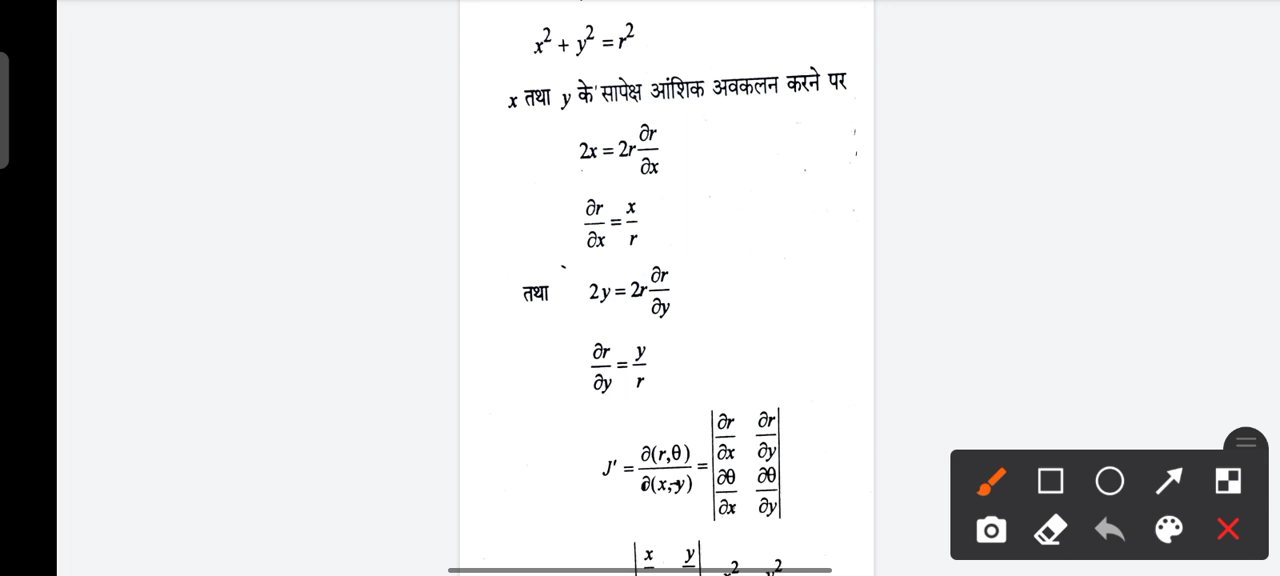 x² + y² = r²
x तथा y के सापेक्ष आंशिक अवकलन करने पर
2x = 2r ∂r/∂x
∂r/∂x = x/r
तथा 2y = 2r ∂r/∂y
∂r/∂y = y/r
J' = ∂(r,θ)/∂(x,y) = |∂r/∂x ∂r/∂y|
|∂θ/∂x ∂θ/∂y|